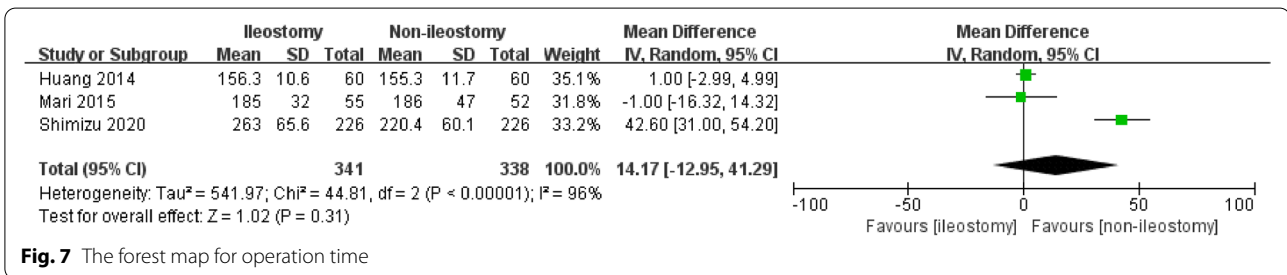 Ileostomy Non-ileostomy Mean Difference Mean Difference
Study or Subgroup Mean SD Total Mean SD Total Weight IV, Random, 95% CI IV, Random, 95% CI
Huang 2014 156.3 10.6 60 155.3 11.7 60 35.1% 1.00 [-2.99, 4.99]
Mari 2015 185 32 55 186 47 52 31.8% -1.00 [-16.32, 14.32]
Shimizu 2020 263 65.6 226 220.4 60.1 226 33.2% 42.60 [31.00, 54.20]
Total (95% CI) 341 338 100.0% 14.17 [-12.95, 41.29]
Heterogeneity: Tau² = 541.97; Chi² = 44.81, df = 2 (P < 0.00001); I² = 96%
Test for overall effect: Z = 1.02 (P = 0.31)
-100 -50 0 50 100
Favours [ileostomy] Favours [non-ileostomy]
Fig. 7 The forest map for operation time